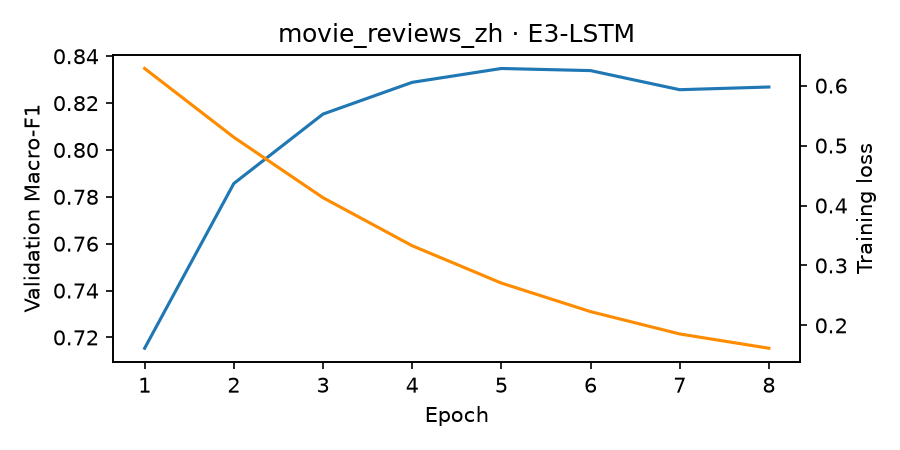 movie_reviews_zh · E3-LSTM
Validation Macro-F1
0.84
0.82
0.80
0.78
0.76
0.74
0.72
0.6
0.5
0.4
0.3
0.2
Training loss
1 2 3 4 5 6 7 8
Epoch